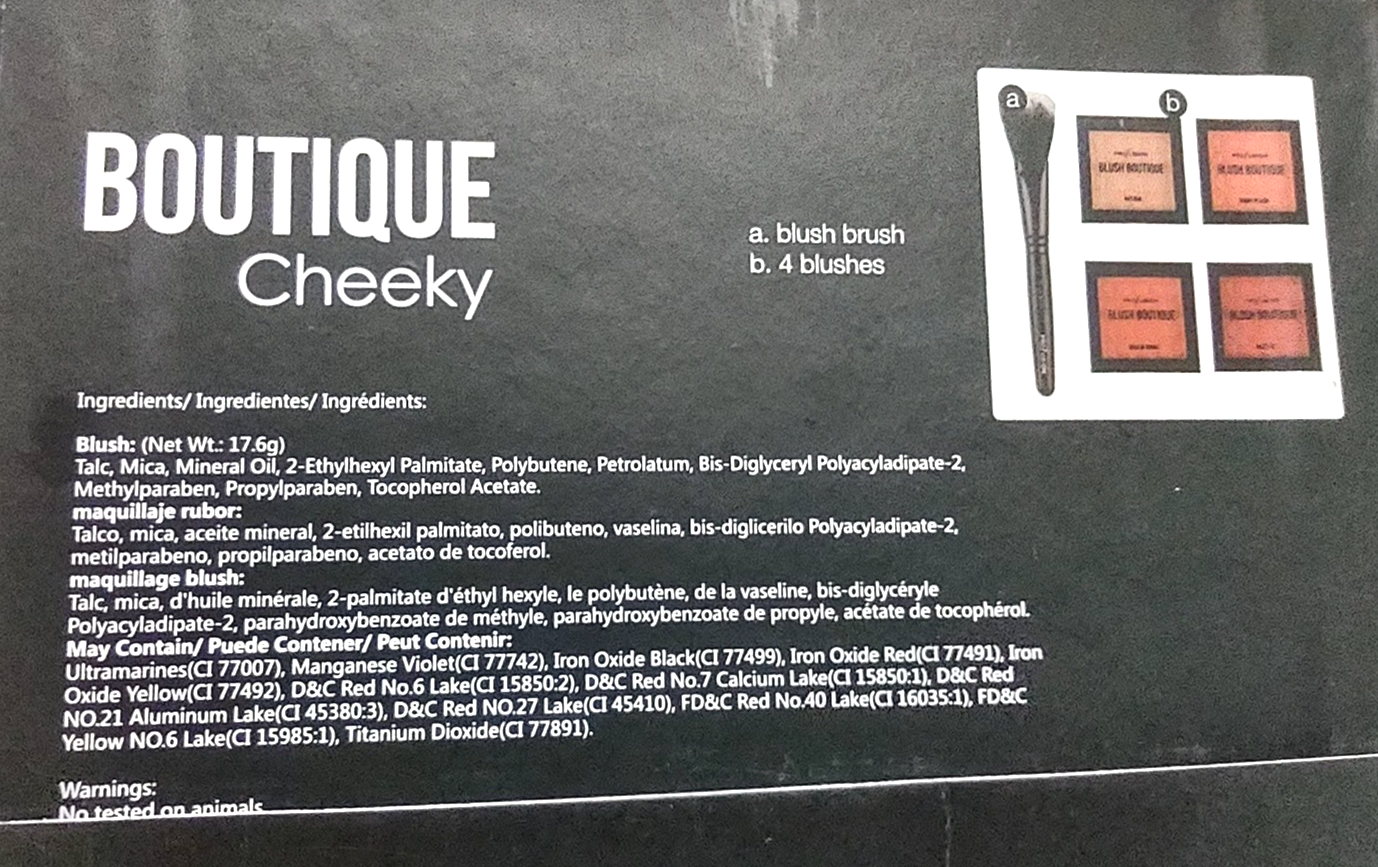 BOUTIQUE
Cheeky
a. blush brush
b. 4 blushes
a
b
BLUSH BOUTIQUE
BLUSH BOUTIQUE
BLUSH BOUTIQUE
BLUSH BOUTIQUE
Ingredients/ Ingredientes/ Ingrédients:
Blush: (Net Wt.: 17.6g)
Talc, Mica, Mineral Oil, 2-Ethylhexyl Palmitate, Polybutene, Petrolatum, Bis-Diglyceryl Polyacyladipate-2,
Methylparaben, Propylparaben, Tocopherol Acetate.
maquillaje rubor:
Talco, mica, aceite mineral, 2-etilhexil palmitato, polibuteno, vaselina, bis-diglicerilo Polyacyladipate-2,
metilparabeno, propilparabeno, acetato de tocoferol.
maquillage blush:
Talc, mica, d'huile minérale, 2-palmitate d'éthyl hexyle, le polybutène, de la vaseline, bis-diglycéryle
Polyacyladipate-2, parahydroxybenzoate de méthyle, parahydroxybenzoate de propyle, acétate de tocophérol.
May Contain/ Puede Contener/ Peut Contenir:
Ultramarines(CI 77007), Manganese Violet(CI 77742), Iron Oxide Black(CI 77499), Iron Oxide Red(CI 77491), Iron
Oxide Yellow(CI 77492), D&C Red No.6 Lake(CI 15850:2), D&C Red No.7 Calcium Lake(CI 15850:1), D&C Red
NO.21 Aluminum Lake(CI 45380:3), D&C Red NO.27 Lake(CI 45410), FD&C Red No.40 Lake(CI 16035:1), FD&C
Yellow NO.6 Lake(CI 15985:1), Titanium Dioxide(CI 77891).
Warnings:
No tested on animals